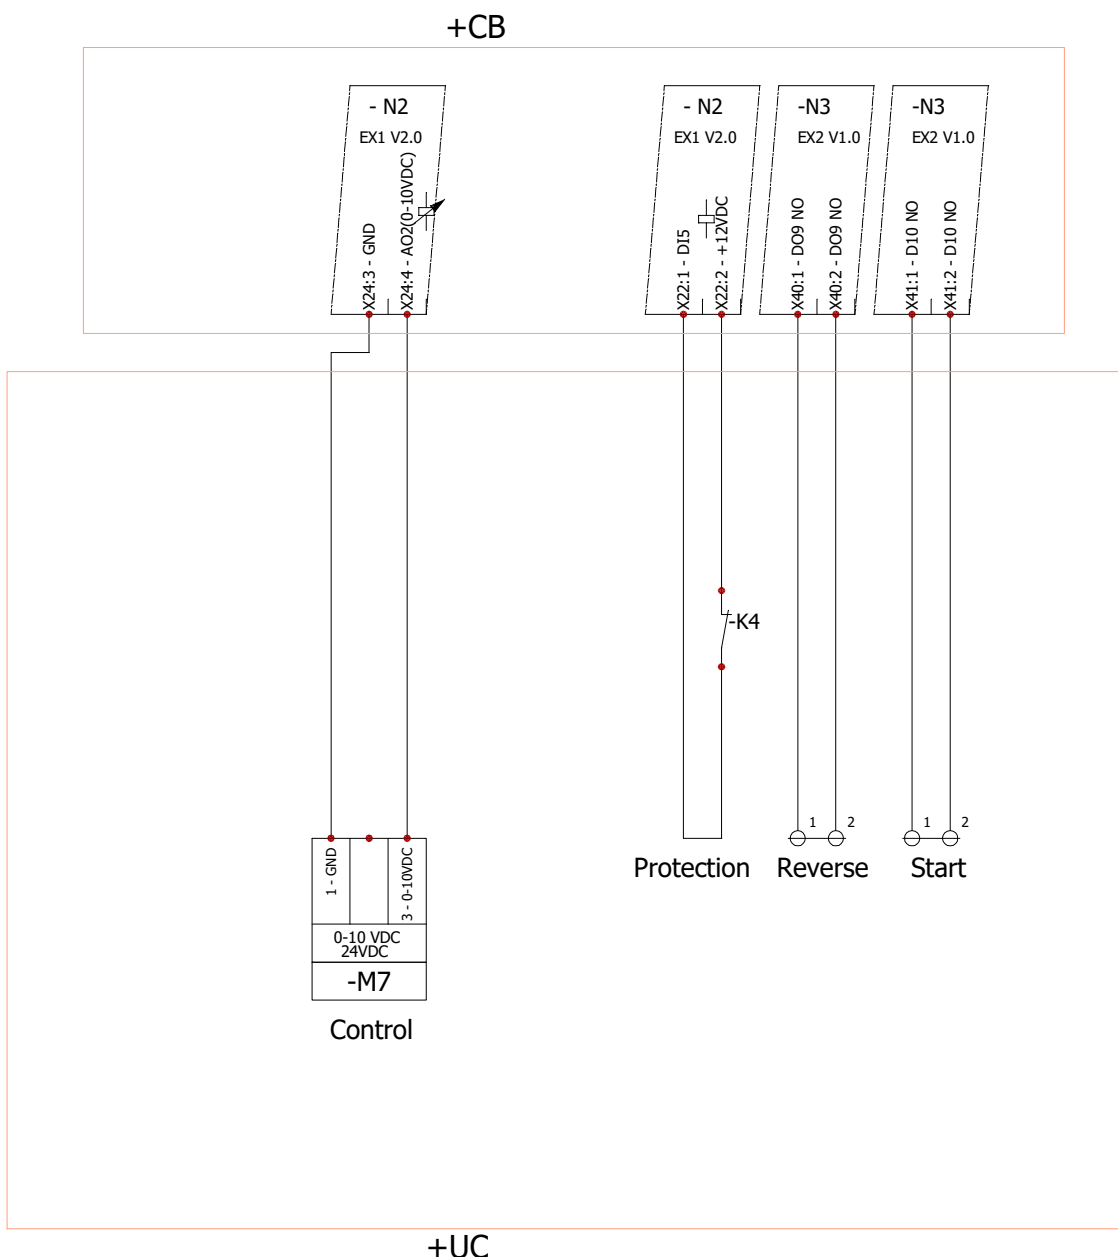 +CB
- N2
EX1 V2.0
X24:3 - GND
X24:4 - AO2(0-10VDC)
- N2
EX1 V2.0
X22:1 - DI5
X22:2 - +12VDC
-N3
EX2 V1.0
X40:1 - DO9 NO
X40:2 - DO9 NO
-N3
EX2 V1.0
X41:1 - D10 NO
X41:2 - D10 NO
-K4
1 - GND
3 - 0-10VDC
0-10 VDC
24VDC
-M7
Control
Protection
1
2
Reverse
1
2
Start
+UC